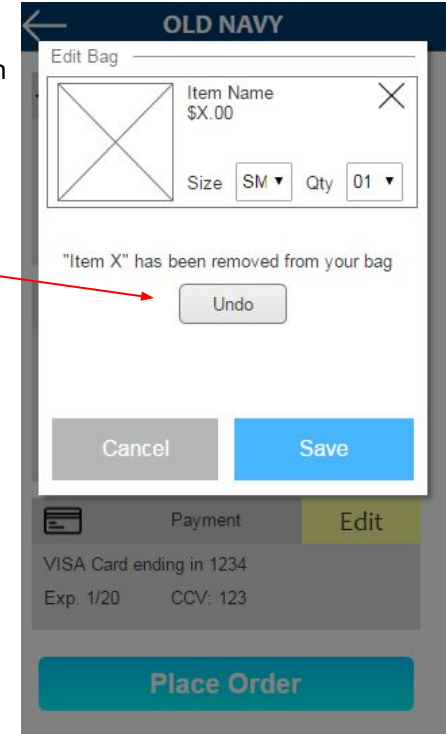 OLD NAVY
Edit Bag
n
Item Name
$X.00
Size SM Qty 01
"Item X" has been removed from your bag
Undo
Cancel Save
Payment Edit
VISA Card ending in 1234
Exp. 1/20 CCV: 123
Place Order